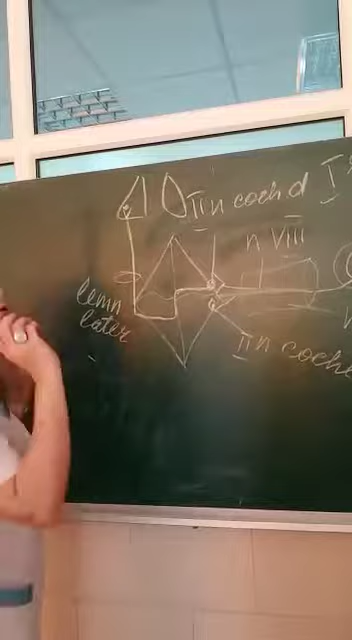 II n coch d I
n VIII
lemn
later
II n coche